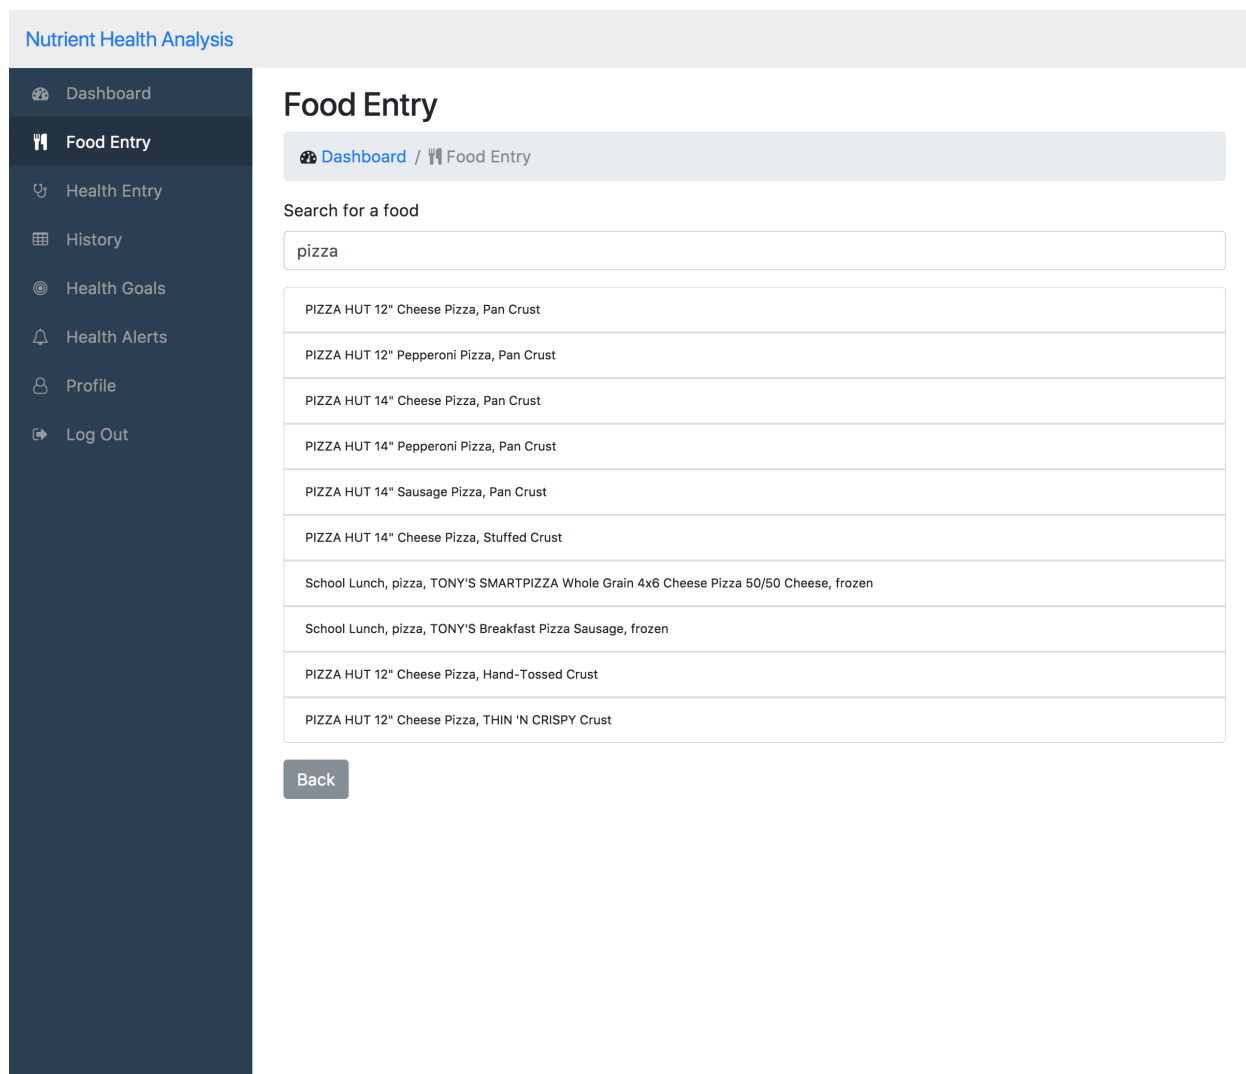 Nutrient Health Analysis
Dashboard
Food Entry
Health Entry
History
Health Goals
Health Alerts
Profile
Log Out
Food Entry
Dashboard / Food Entry
Search for a food
pizza
PIZZA HUT 12" Cheese Pizza, Pan Crust
PIZZA HUT 12" Pepperoni Pizza, Pan Crust
PIZZA HUT 14" Cheese Pizza, Pan Crust
PIZZA HUT 14" Pepperoni Pizza, Pan Crust
PIZZA HUT 14" Sausage Pizza, Pan Crust
PIZZA HUT 14" Cheese Pizza, Stuffed Crust
School Lunch, pizza, TONY'S SMARTPIZZA Whole Grain 4x6 Cheese Pizza 50/50 Cheese, frozen
School Lunch, pizza, TONY'S Breakfast Pizza Sausage, frozen
PIZZA HUT 12" Cheese Pizza, Hand-Tossed Crust
PIZZA HUT 12" Cheese Pizza, THIN 'N CRISPY Crust
Back